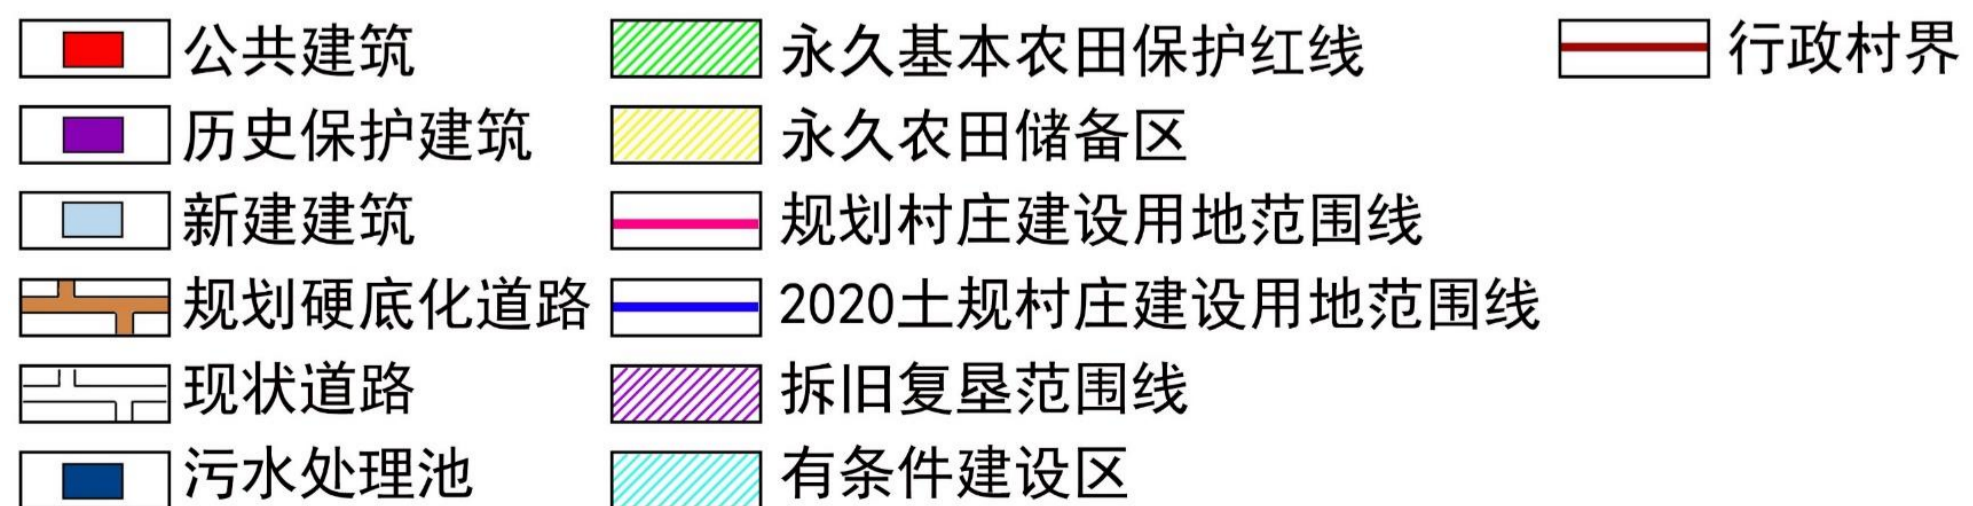 公共建筑
历史保护建筑
新建建筑
规划硬底化道路
现状道路
污水处理池
永久基本农田保护红线
永久农田储备区
规划村庄建设用地范围线
2020土规村庄建设用地范围线
拆旧复垦范围线
有条件建设区
行政村界